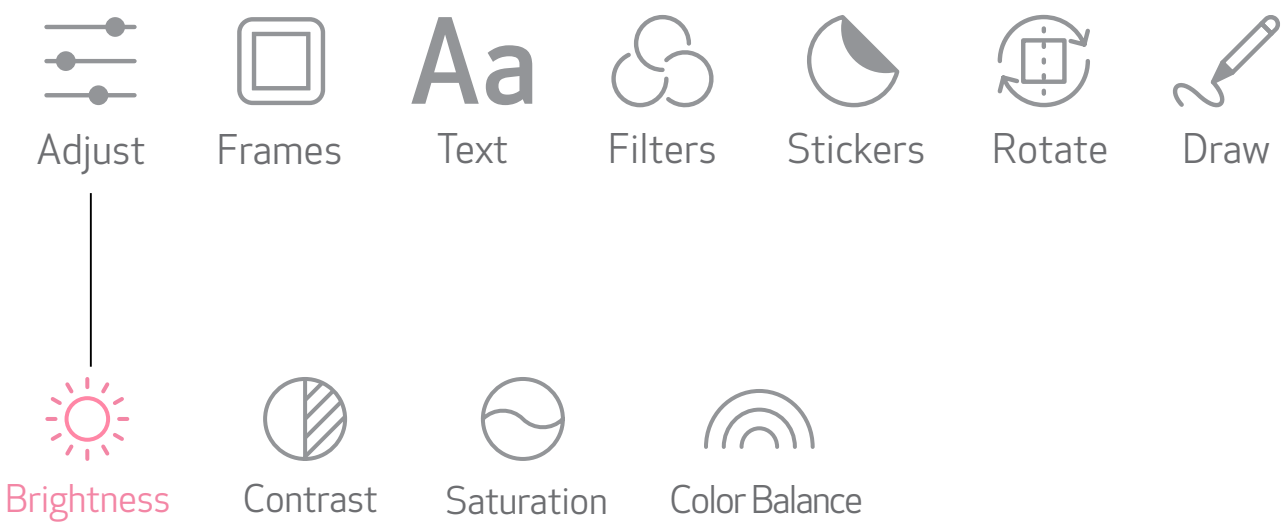 Aa
Adjust Frames Text Filters Stickers Rotate Draw
Brightness Contrast Saturation Color Balance